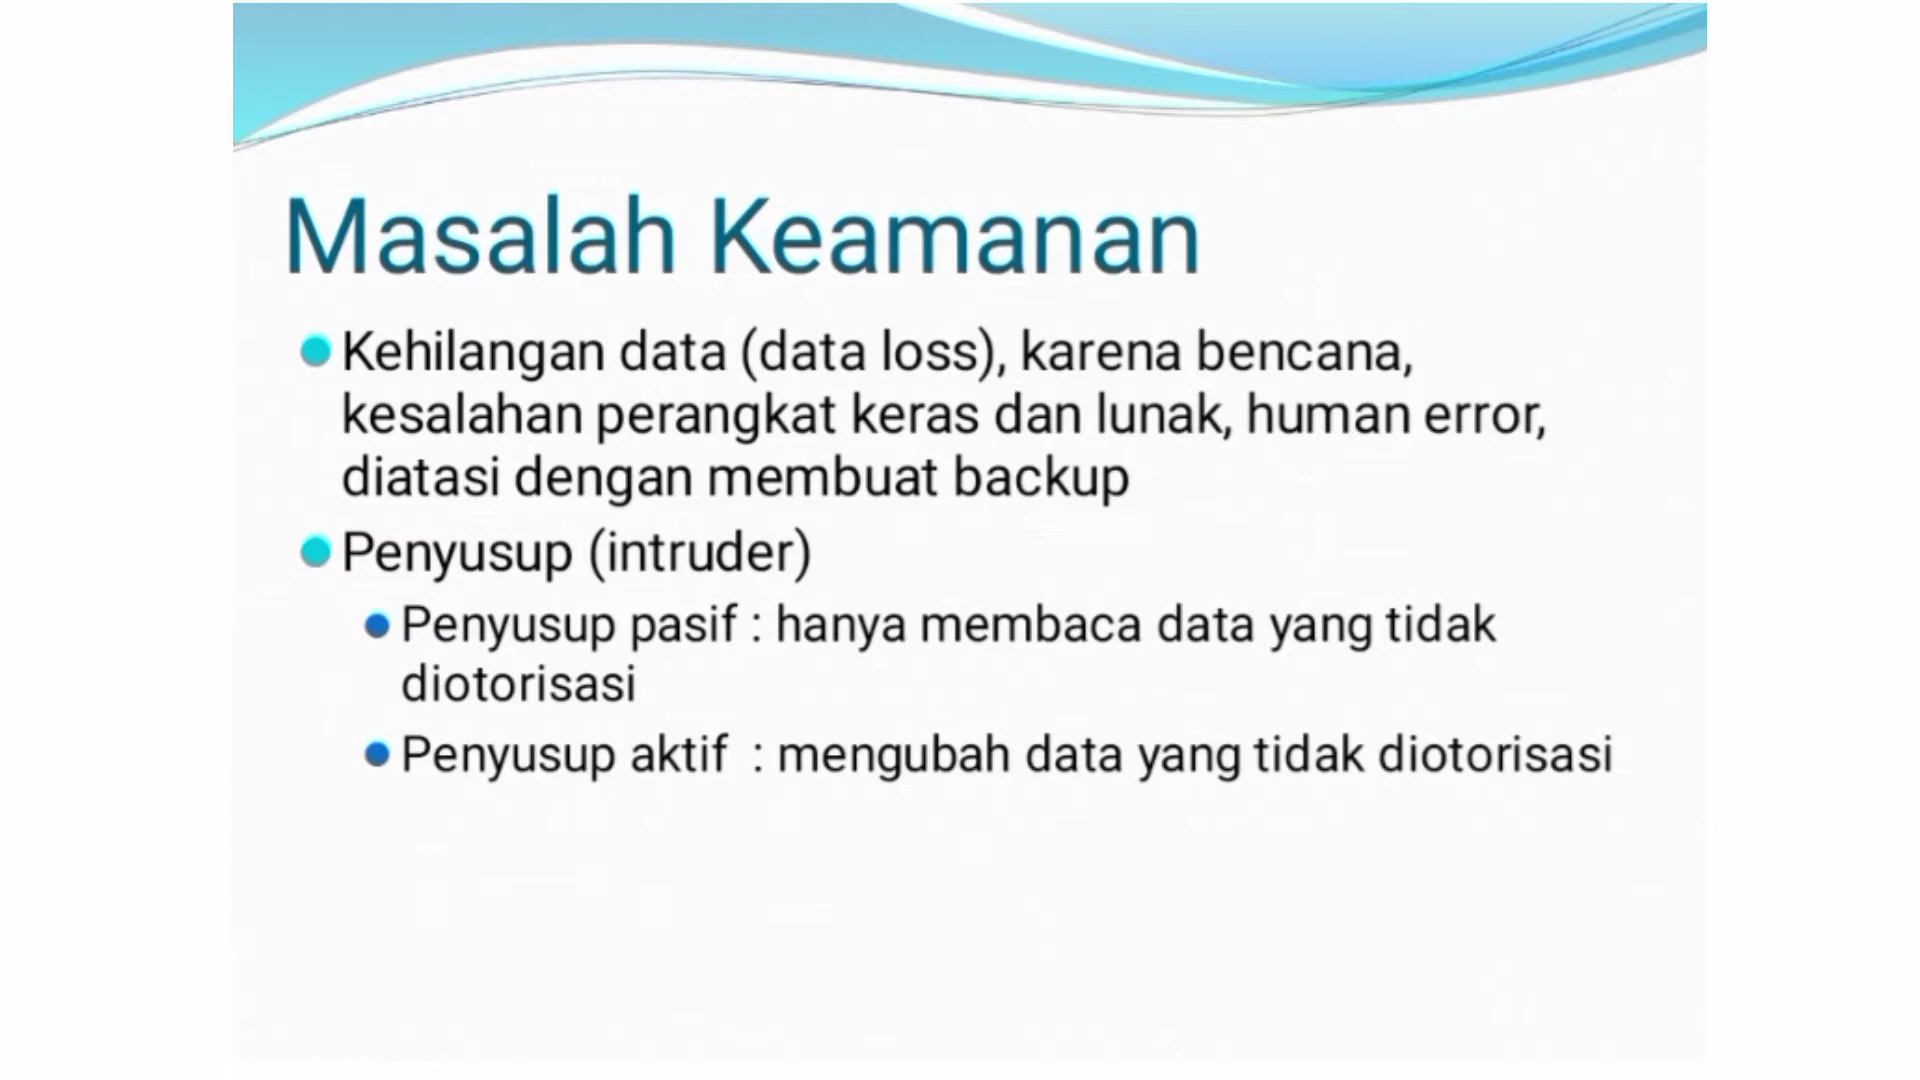 Masalah Keamanan
Kehilangan data (data loss), karena bencana,
kesalahan perangkat keras dan lunak, human error,
diatasi dengan membuat backup
Penyusup (intruder)
Penyusup pasif : hanya membaca data yang tidak
diotorisasi
Penyusup aktif : mengubah data yang tidak diotorisasi